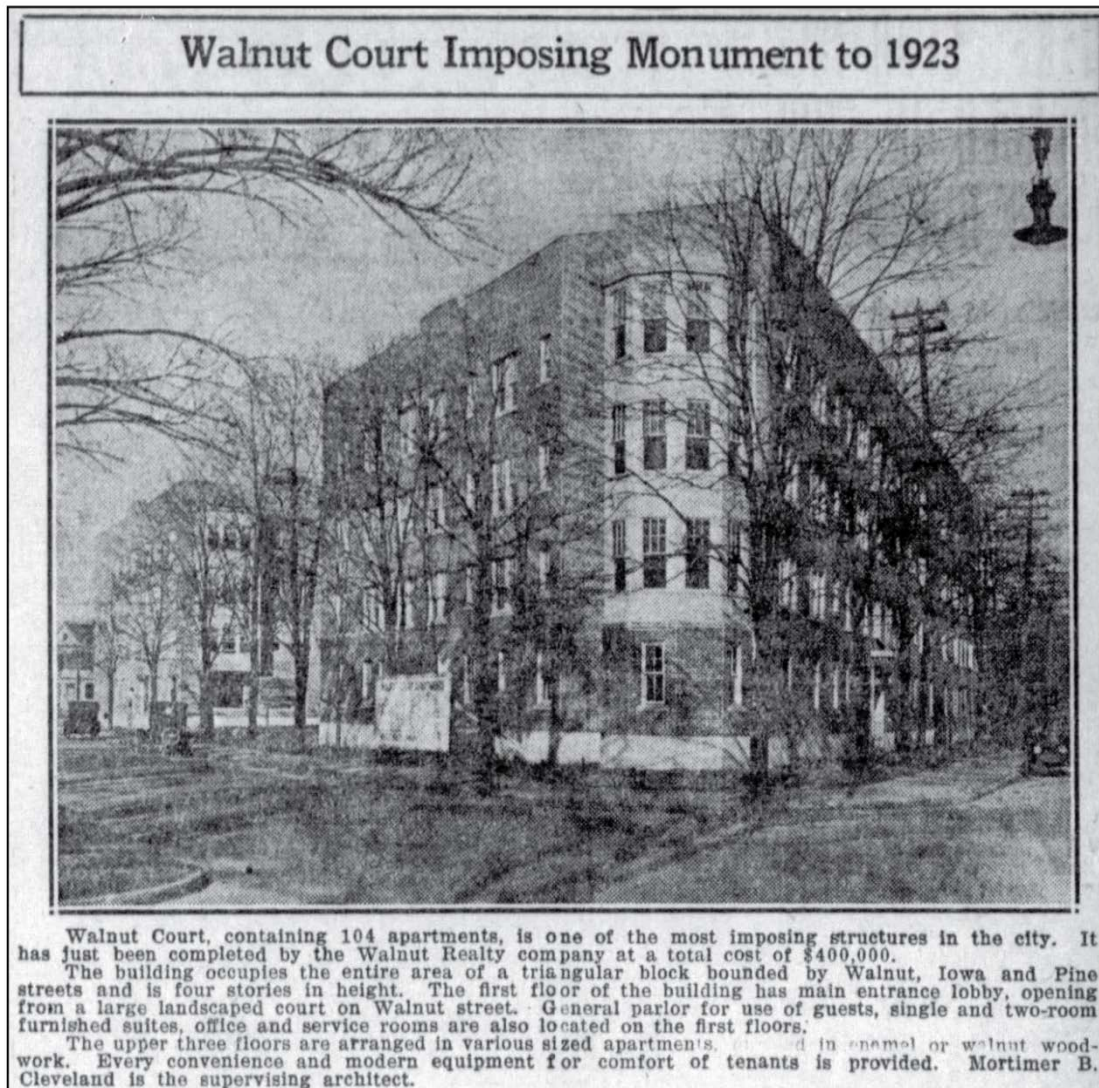 Walnut Court Imposing Monument to 1923
Walnut Court, containing 104 apartments, is one of the most imposing structures in the city. It
has just been completed by the Walnut Realty company at a total cost of $400,000.
The building occupies the entire area of a triangular block bounded by Walnut, Iowa and Pine
streets and is four stories in height. The first floor of the building has main entrance lobby, opening
from a large landscaped court on Walnut street. General parlor for use of guests, single and two-room
furnished suites, office and service rooms are also located on the first floors.
The upper three floors are arranged in various sized apartments, in enamel or walnut wood-
work. Every convenience and modern equipment for comfort of tenants is provided. Mortimer B.
Cleveland is the supervising architect.